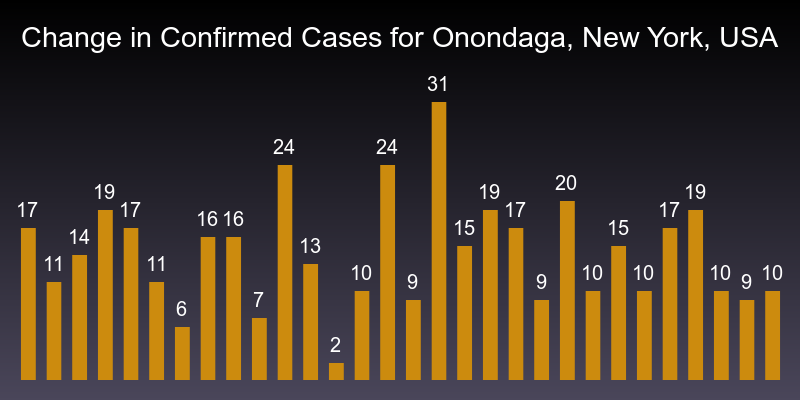 Change in Confirmed Cases for Onondaga, New York, USA
17 11 14 19 17 11 6 16 16 7 24 13 2 10 24 9 31 15 19 17 9 20 10 15 10 17 19 10 9 10